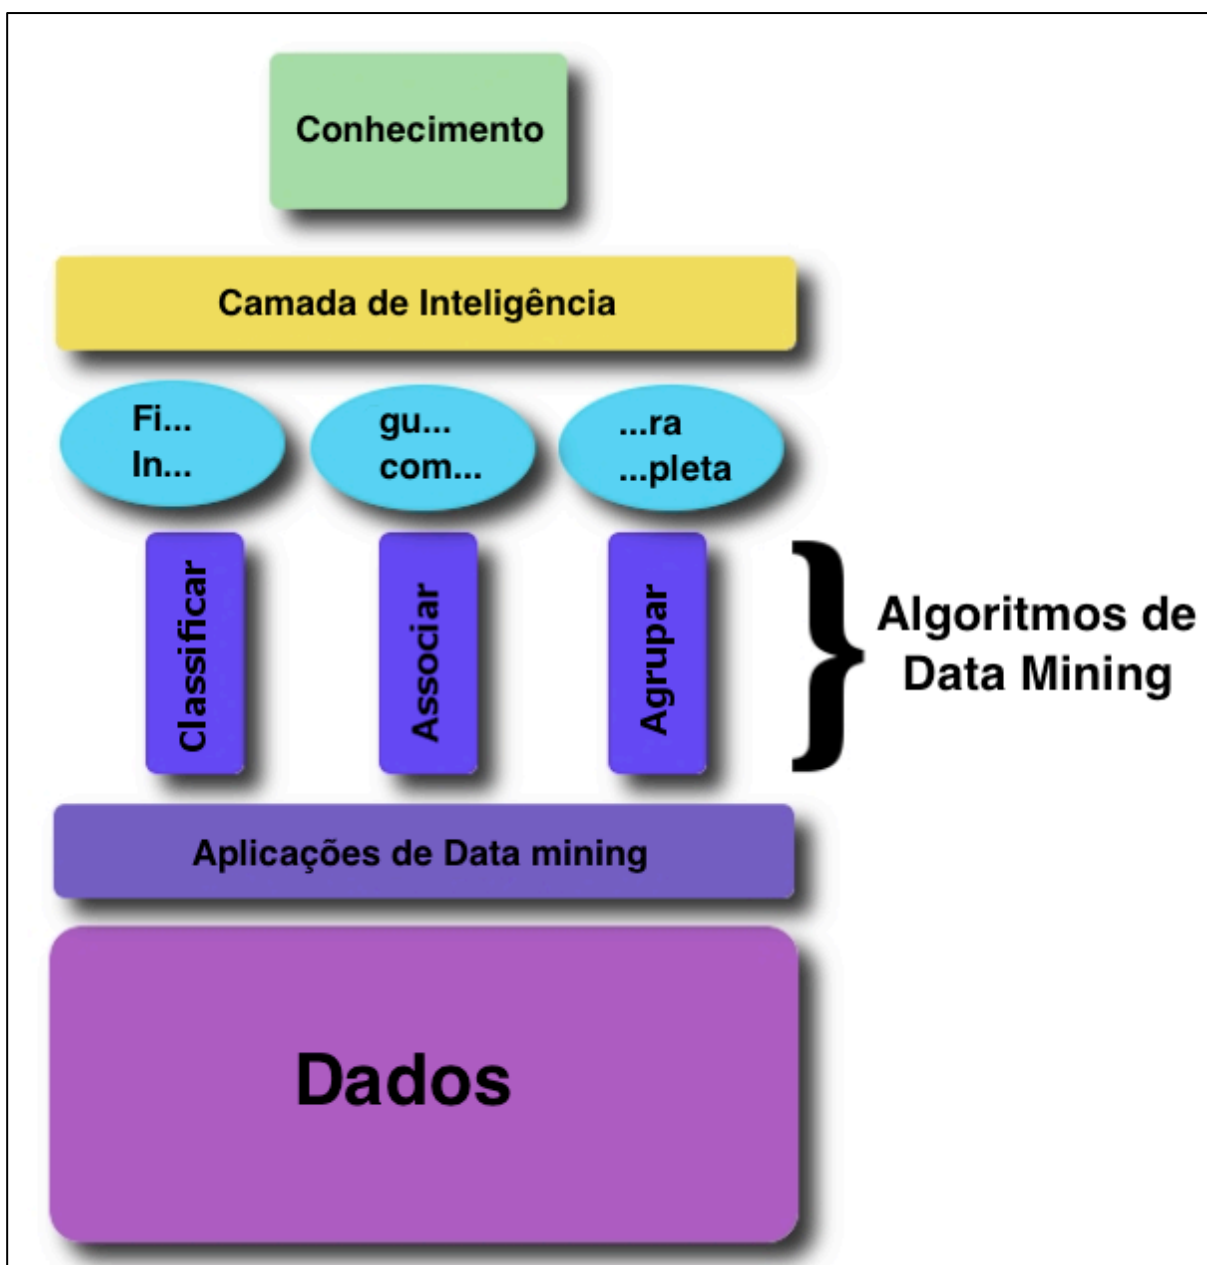 Conhecimento
Camada de Inteligência
Fi...
In...
gu...
com...
...ra
...pleta
Classificar
Associar
Agrupar
Algoritmos de
Data Mining
Aplicações de Data mining
Dados